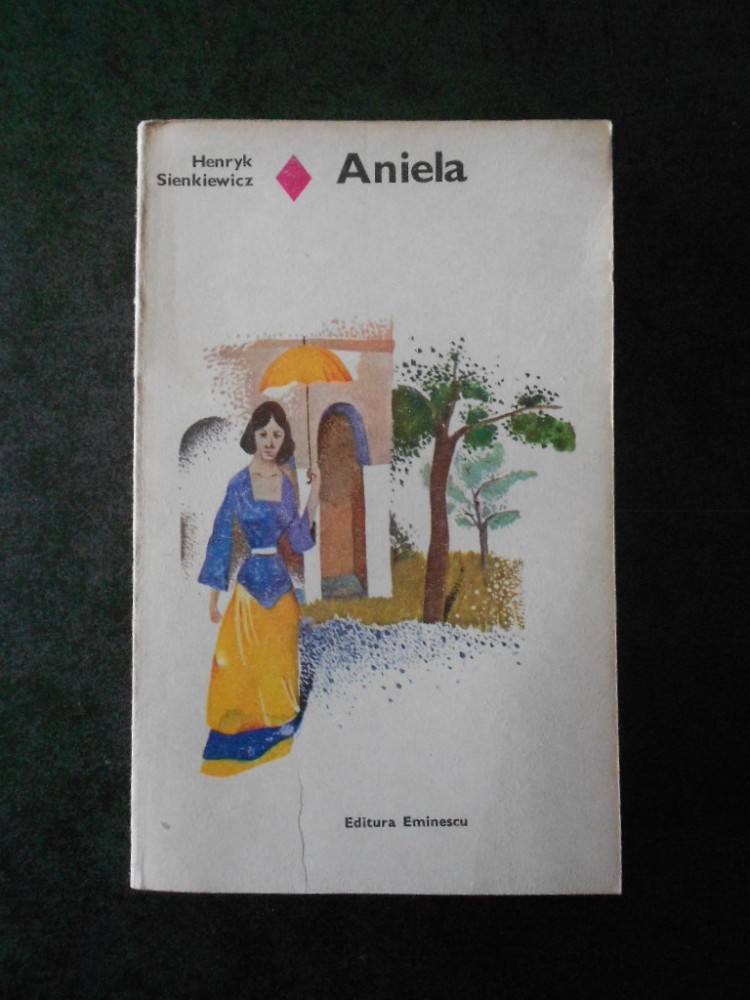 Henryk
Sienkiewicz
Aniela
Editura Eminescu